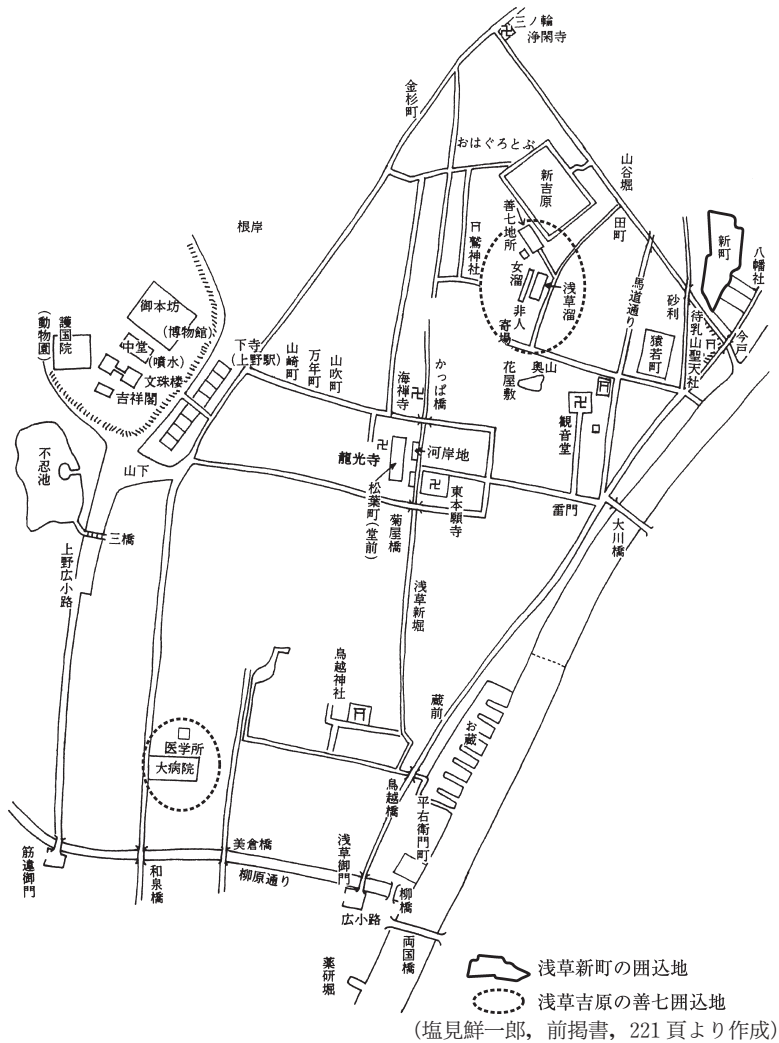 三ノ輪
浄閑寺
金杉町
おはぐろとぶ
新吉原
山谷堀
善七地所
田町
鷲神社
女溜
浅草溜
非人寄場
新町
八幡社
馬道通り
砂利
待乳山聖天社
今戸
猿若町
奥山
花屋敷
観音堂
根岸
御本坊
(博物館)
護国院
(動物園)
中堂
(噴水)
文珠楼
吉祥閣
下寺
(上野駅)
山崎町
万年町
山吹町
海禅寺
かっぱ橋
龍光寺
河岸地
松葉町(堂前)
菊屋橋
東本願寺
雷門
大川橋
不忍池
山下
三橋
上野広小路
浅草新堀
鳥越神社
蔵前
お蔵
医学所
大病院
鳥越橋
平右衛門町
筋違御門
和泉橋
美倉橋
柳原通り
浅草御門
広小路
柳橋
両国橋
薬研堀
浅草新町の囲込地
浅草吉原の善七囲込地
(塩見鮮一郎，前掲書，221頁より作成)